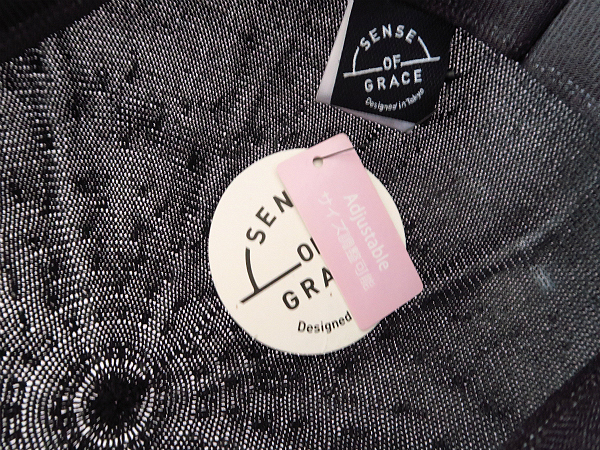 SENSE
OF
GRACE
Designed in Tokyo
SENSE
OF
GRACE
Designed
Adjustable
サイズ調整可能